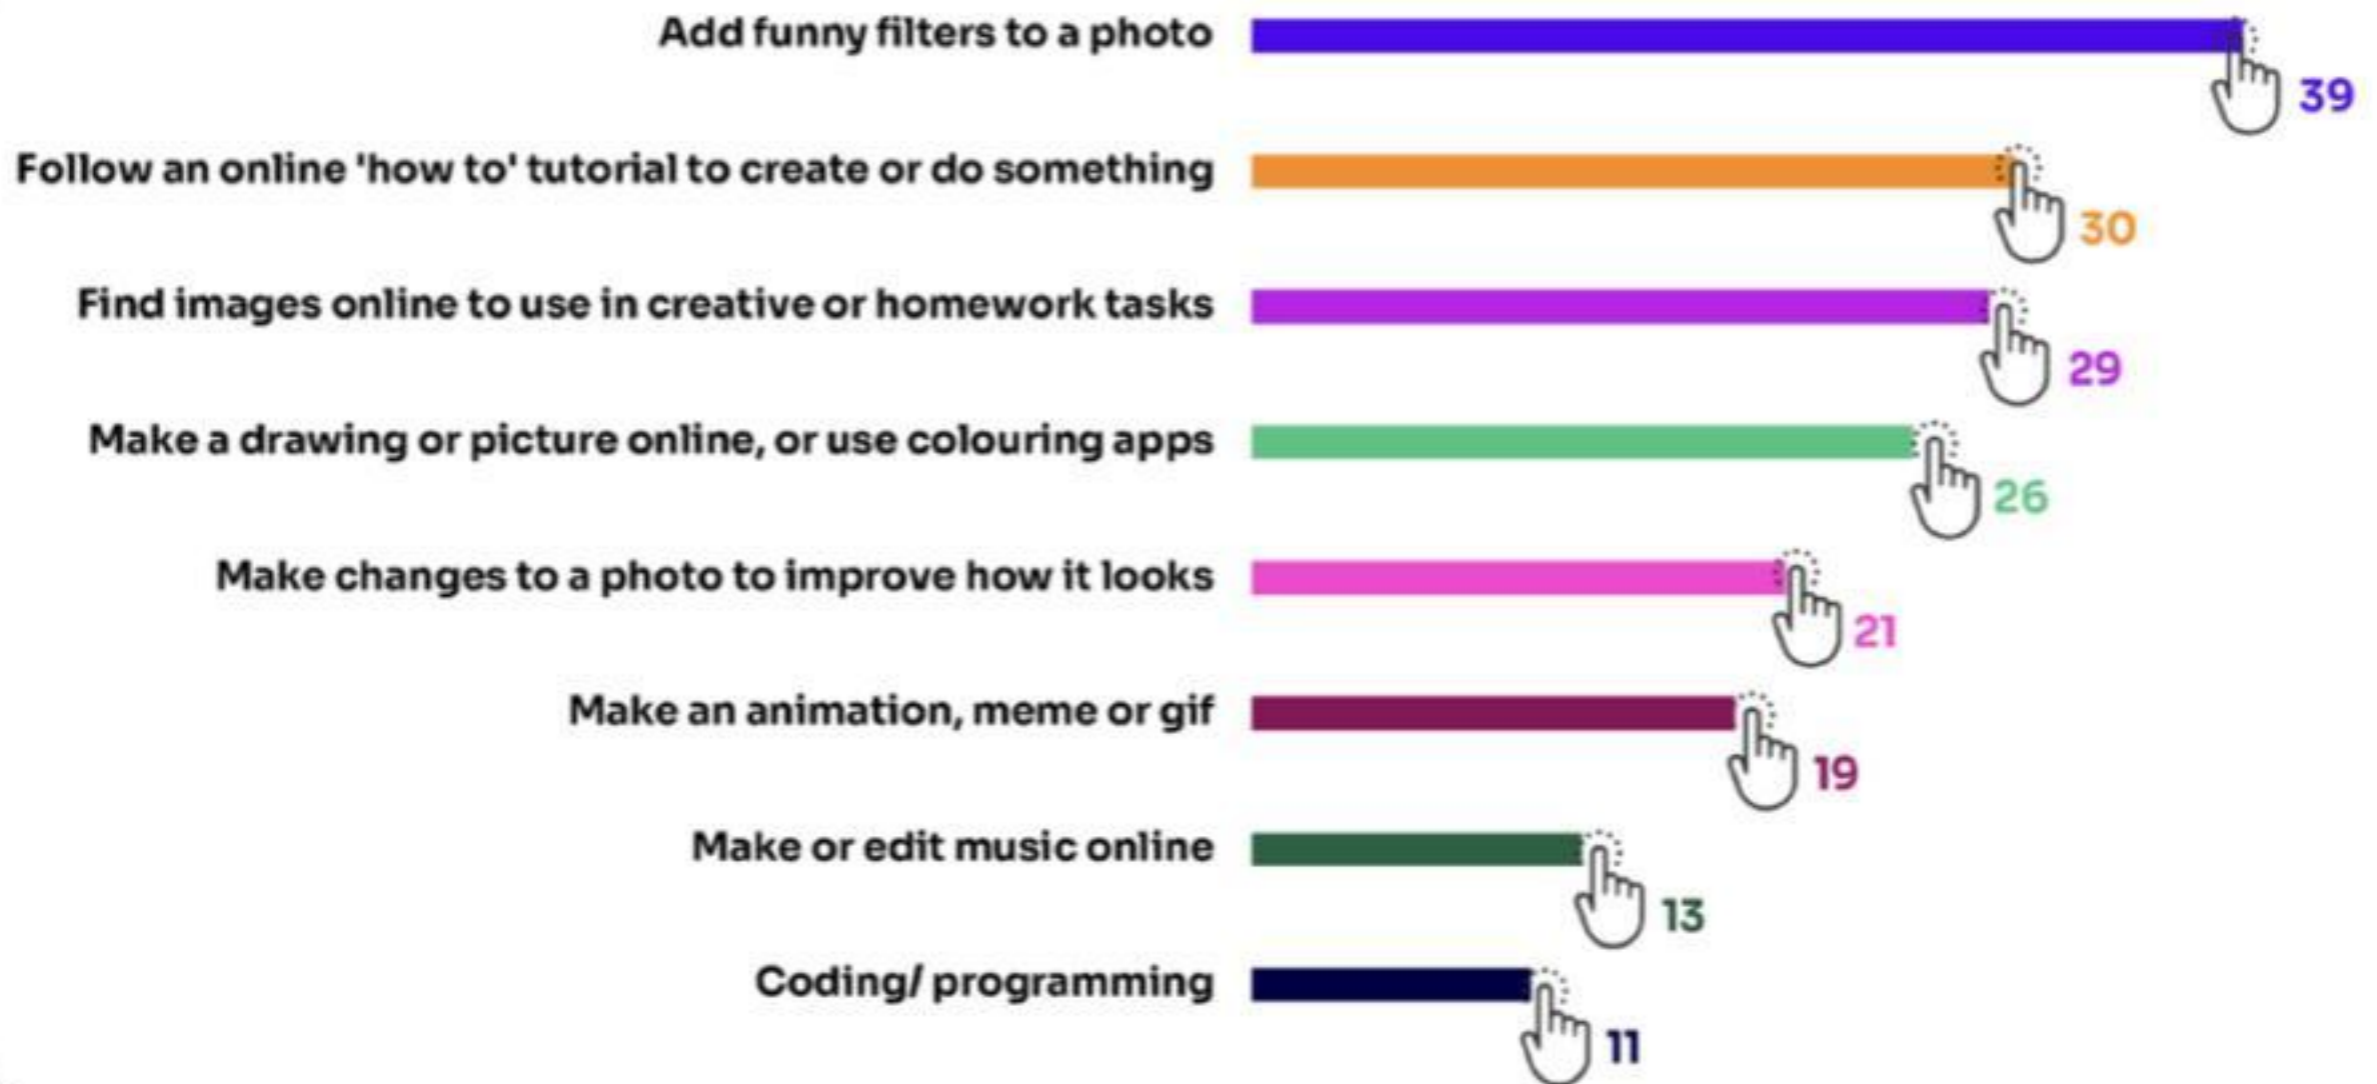 Add funny filters to a photo
39
Follow an online 'how to' tutorial to create or do something
30
Find images online to use in creative or homework tasks
29
Make a drawing or picture online, or use colouring apps
26
Make changes to a photo to improve how it looks
21
Make an animation, meme or gif
19
Make or edit music online
13
Coding/ programming
11